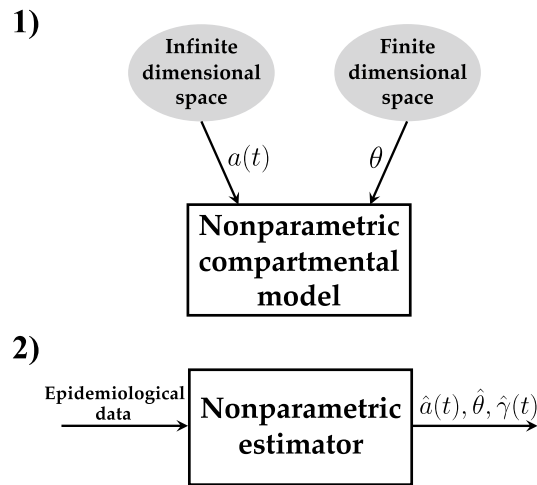 1)
Infinite
dimensional
space
Finite
dimensional
space
a(t)
θ
Nonparametric
compartmental
model
2)
Epidemiological
data
Nonparametric
estimator
â(t), θ̂, γ̂(t)